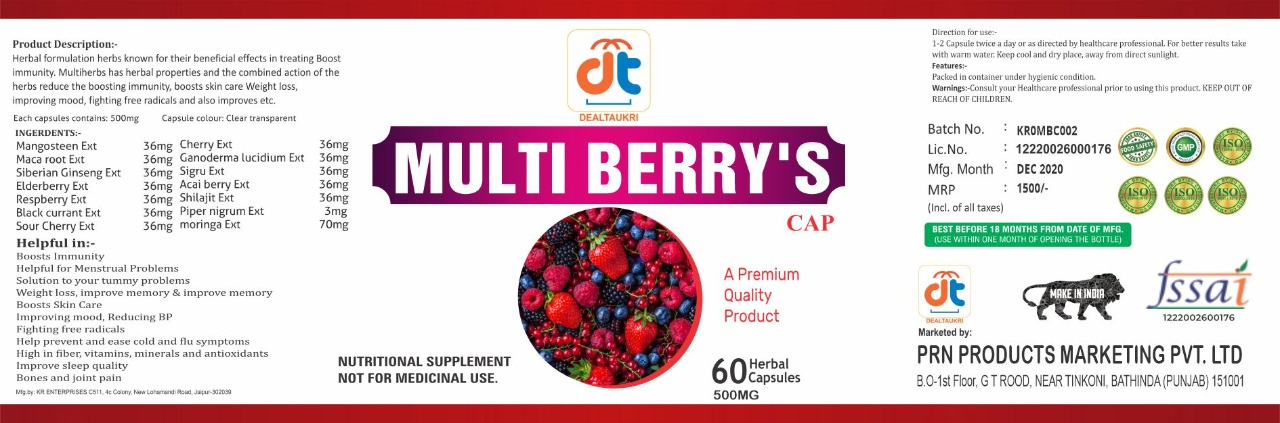 Product Description:-
Herbal formulation herbs known for their beneficial effects in treating Boost
immunity. Multiherbs has herbal properties and the combined action of the
herbs reduce the boosting immunity, boosts skin care Weight loss,
improving mood, fighting free radicals and also improves etc.
Each capsules contains: 500mg Capsule colour: Clear transparent
INGERDENTS:-
Mangosteen Ext 36mg Cherry Ext 36mg
Maca root Ext 36mg Ganoderma lucidium Ext 36mg
Siberian Ginseng Ext 36mg Sigru Ext 36mg
Elderberry Ext 36mg Acai berry Ext 36mg
Respberry Ext 36mg Shilajit Ext 36mg
Black currant Ext 36mg Piper nigrum Ext 3mg
Sour Cherry Ext 36mg moringa Ext 70mg
Helpful in:-
Boosts Immunity
Helpful for Menstrual Problems
Solution to your tummy problems
Weight loss, improve memory & improve memory
Boosts Skin Care
Improving mood, Reducing BP
Fighting free radicals
Help prevent and ease cold and flu symptoms
High in fiber, vitamins, minerals and antioxidants
Improve sleep quality
Bones and joint pain
Mfg.by: KR ENTERPRISES C511, 4c Colony, New Lohamandi Road, Jaipur-302039
dt
DEALTAUKRI
MULTI BERRY'S
CAP
A Premium
Quality
Product
NUTRITIONAL SUPPLEMENT
NOT FOR MEDICINAL USE.
60 Herbal
Capsules
500MG
Direction for use:-
1-2 Capsule twice a day or as directed by healthcare professional. For better results take
with warm water. Keep cool and dry place, away from direct sunlight.
Features:-
Packed in container under hygienic condition.
Warnings:-Consult your Healthcare professional prior to using this product. KEEP OUT OF
REACH OF CHILDREN.
Batch No. : KR0MBC002
Lic.No. : 12220026000176
Mfg. Month : DEC 2020
MRP : 1500/-
(Incl. of all taxes)
FOOD SAFETY
GMP
ISO
ISO
ISO
ISO
BEST BEFORE 18 MONTHS FROM DATE OF MFG.
(USE WITHIN ONE MONTH OF OPENING THE BOTTLE)
dt
DEALTAUKRI
MAKE IN INDIA
fssai
1222002600176
Marketed by:
PRN PRODUCTS MARKETING PVT. LTD
B.O-1st Floor, G T ROOD, NEAR TINKONI, BATHINDA (PUNJAB) 151001